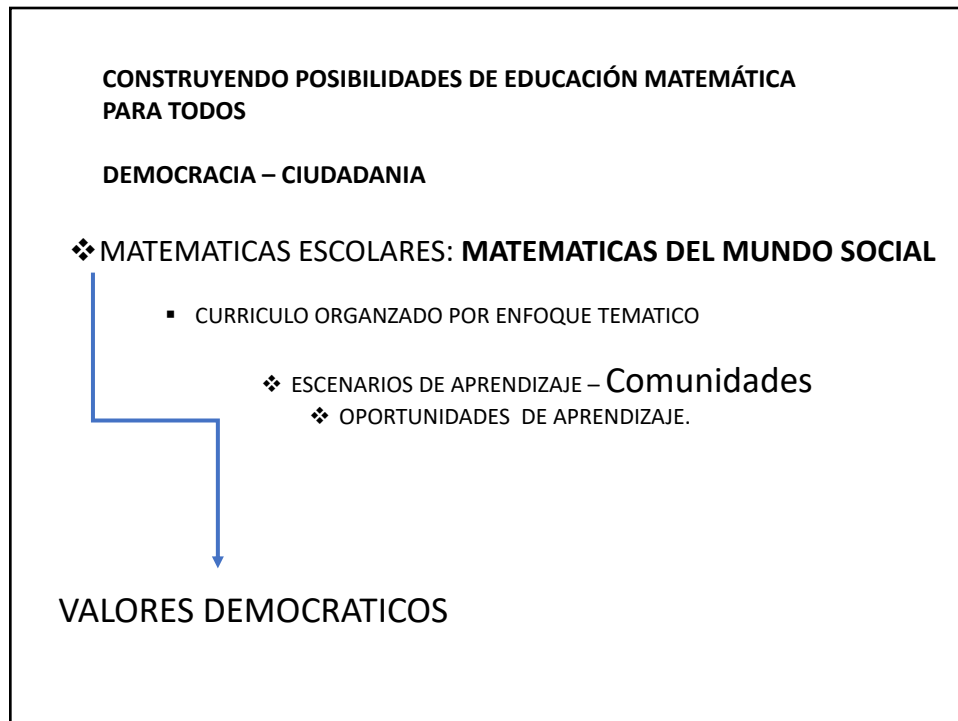 CONSTRUYENDO POSIBILIDADES DE EDUCACIÓN MATEMÁTICA
PARA TODOS
DEMOCRACIA – CIUDADANIA
❖MATEMATICAS ESCOLARES: MATEMATICAS DEL MUNDO SOCIAL
▪ CURRICULO ORGANZADO POR ENFOQUE TEMATICO
❖ ESCENARIOS DE APRENDIZAJE – Comunidades
❖ OPORTUNIDADES DE APRENDIZAJE.
VALORES DEMOCRATICOS